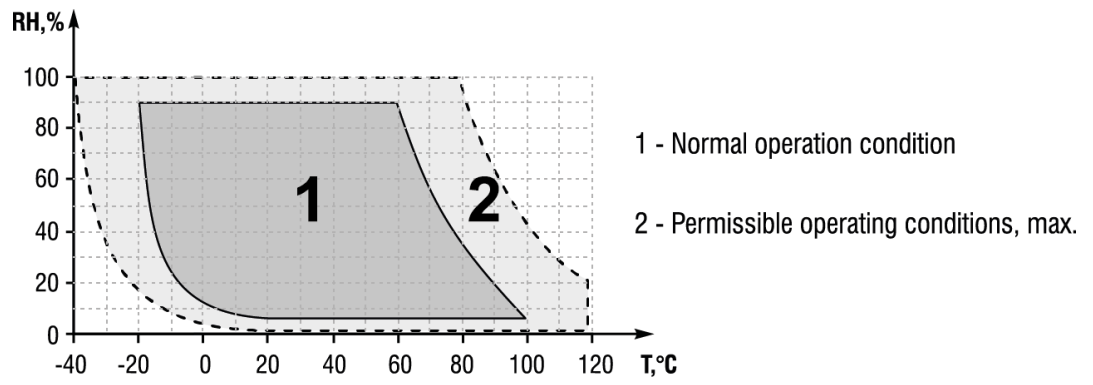 RH,%
100
80
60
40
20
0
-40 -20 0 20 40 60 80 100 120 T,°C
1
2
1 - Normal operation condition
2 - Permissible operating conditions, max.